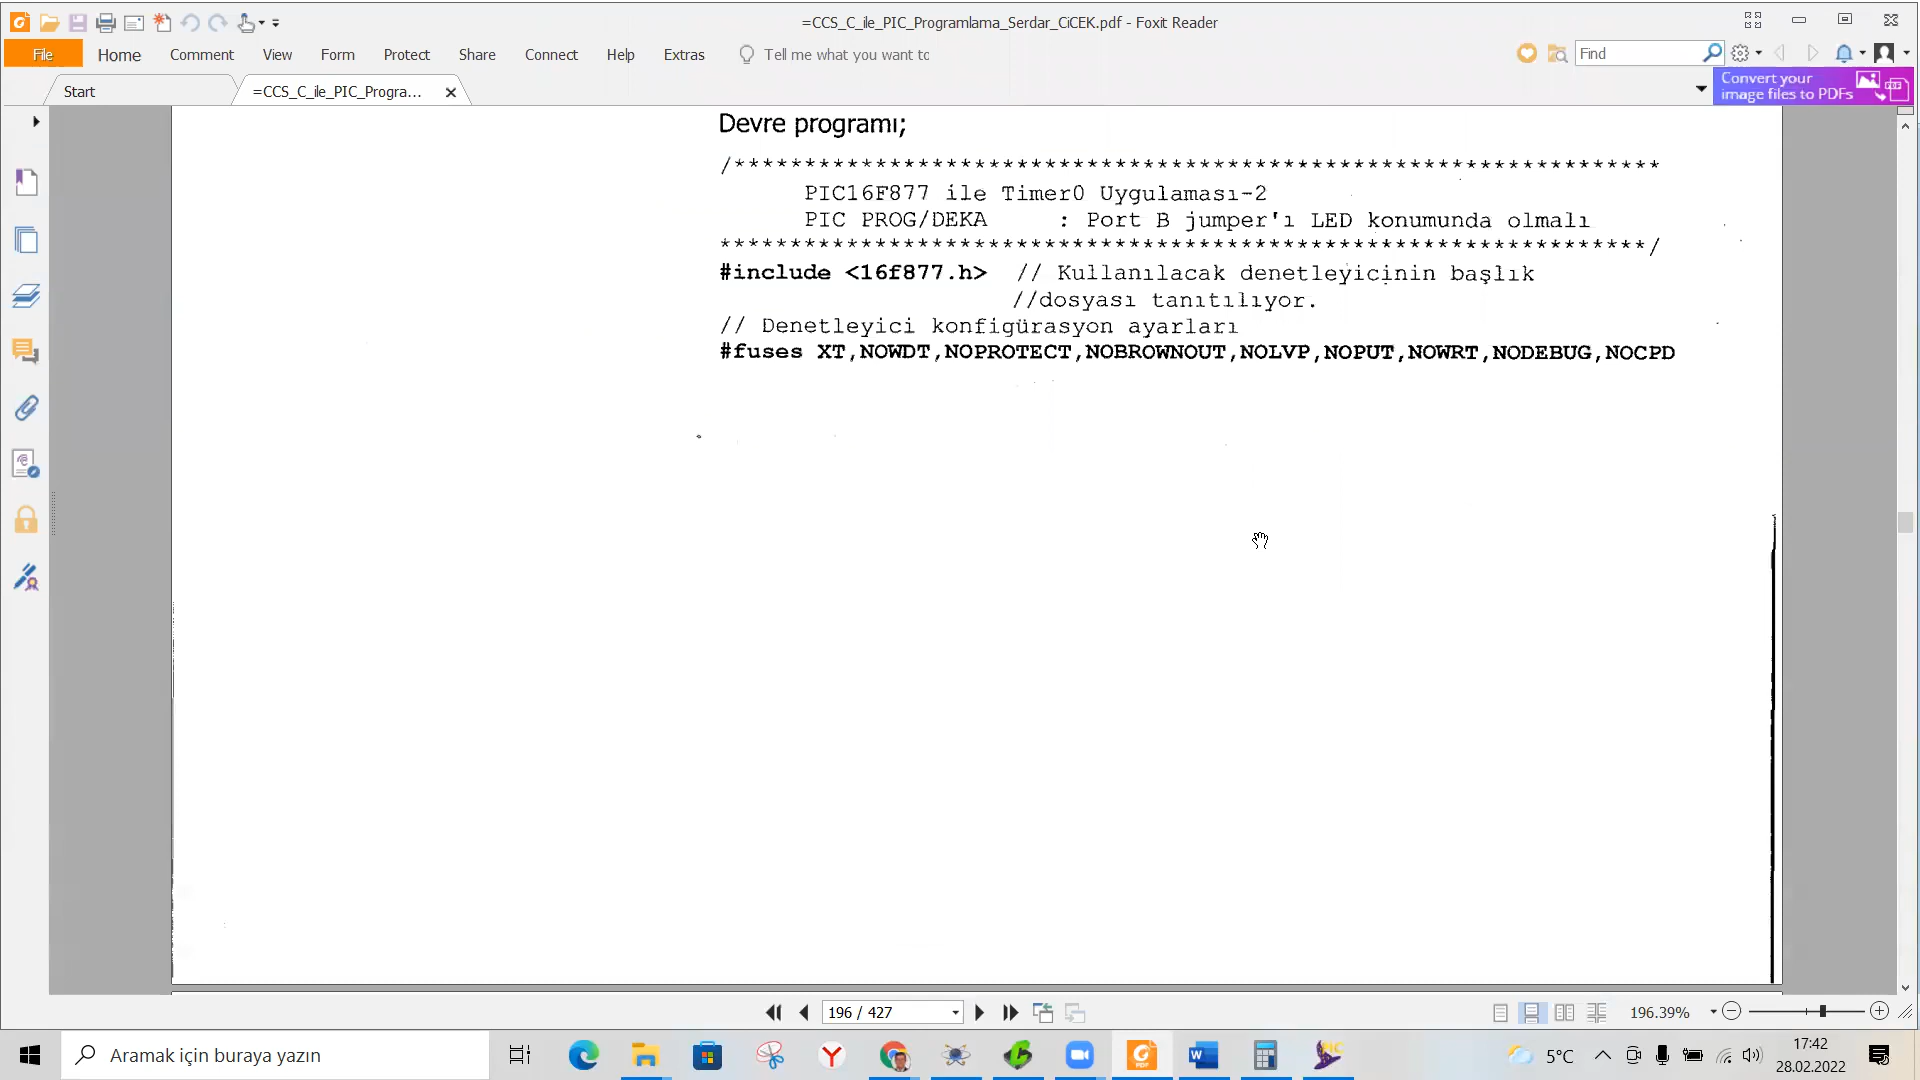 =CCS_C_ile_PIC_Programlama_Serdar_CiCEK.pdf - Foxit Reader
File Home Comment View Form Protect Share Connect Help Extras Tell me what you want to Find
Start =CCS_C_ile_PIC_Progra... Convert your
image files to PDFs
Devre programı;
/******************************************************************
PIC16F877 ile Timer0 Uygulaması-2
PIC PROG/DEKA : Port B jumper'ı LED konumunda olmalı
******************************************************************/
#include <16f877.h> // Kullanılacak denetleyicinin başlık
//dosyası tanıtılıyor.
// Denetleyici konfigürasyon ayarları
#fuses XT,NOWDT,NOPROTECT,NOBROWNOUT,NOLVP,NOPUT,NOWRT,NODEBUG,NOCPD
196 / 427 196.39%
Aramak için buraya yazın 5°C 17:42
28.02.2022